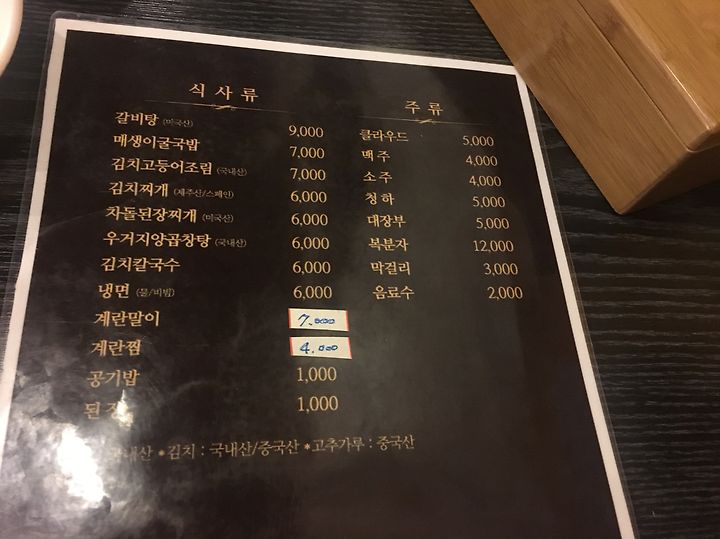 식사류
갈비탕 (미국산) 9,000
매생이굴국밥 7,000
김치고등어조림 (국내산) 7,000
김치찌개 (제주산/스페인) 6,000
차돌된장찌개 (미국산) 6,000
우거지양곱창탕 (국내산) 6,000
김치칼국수 6,000
냉면 (물/비빔) 6,000
계란말이 7.000
계란찜 4.000
공기밥 1,000
된장 1,000
주류
클라우드 5,000
맥주 4,000
소주 4,000
청하 5,000
대장부 5,000
복분자 12,000
막걸리 3,000
음료수 2,000
국내산 *김치 : 국내산/중국산 *고추가루 : 중국산